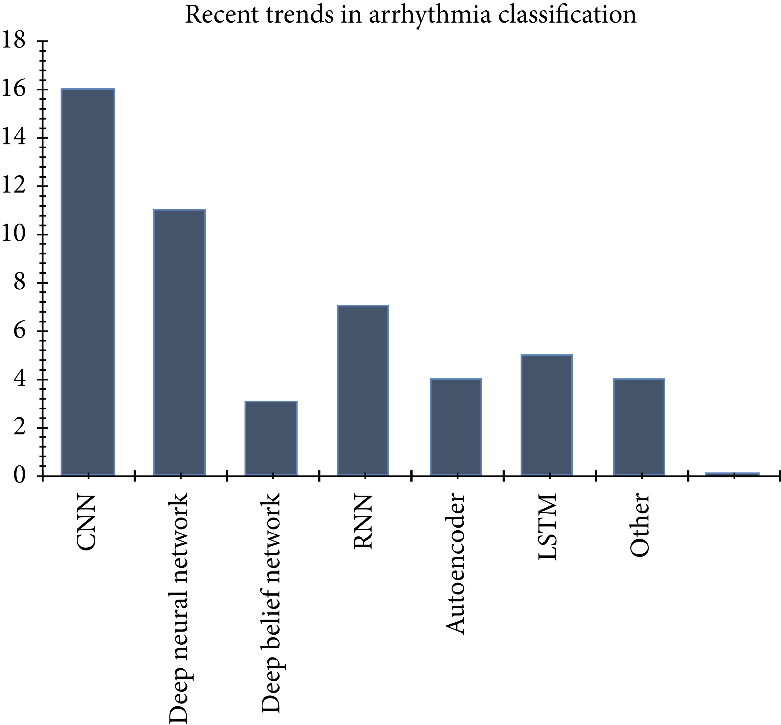 Recent trends in arrhythmia classification
18
16
14
12
10
8
6
4
2
0
CNN
Deep neural network
Deep belief network
RNN
Autoencoder
LSTM
Other